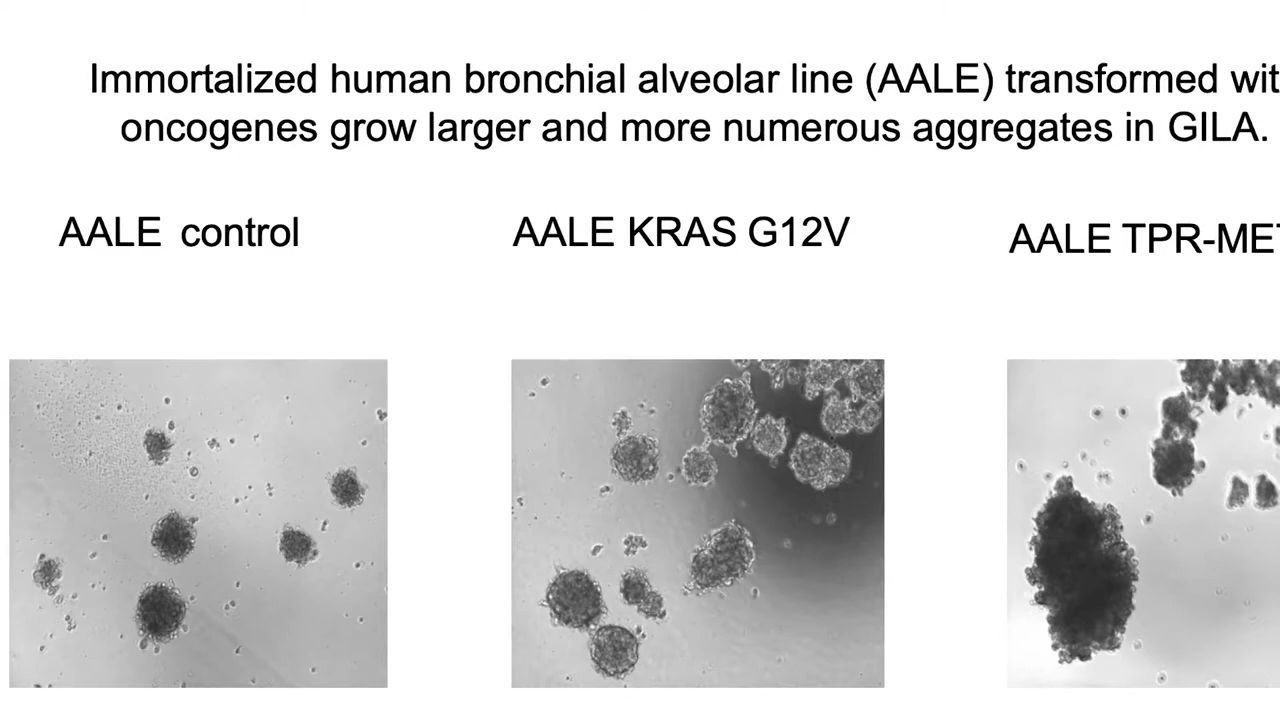 Immortalized human bronchial alveolar line (AALE) transformed wit
oncogenes grow larger and more numerous aggregates in GILA.
AALE control
AALE KRAS G12V
AALE TPR-MET